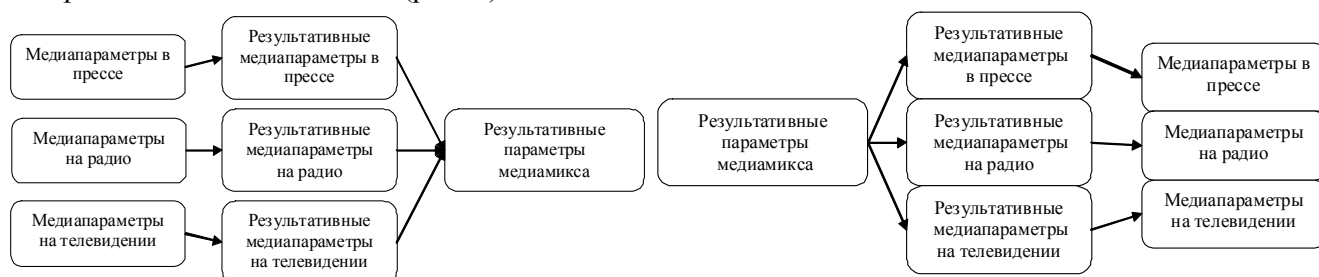 Медиапараметры в
прессе
Результативные
медиапараметры в
прессе
Медиапараметры
на радио
Результативные
медиапараметры
на радио
Медиапараметры
на телевидении
Результативные
медиапараметры
на телевидении
Результативные
параметры
медиамикса
Результативные
параметры
медиамикса
Результативные
медиапараметры
в прессе
Медиапараметры в
прессе
Результативные
медиапараметры
на радио
Медиапараметры
на радио
Результативные
медиапараметры
на телевидении
Медиапараметры
на телевидении